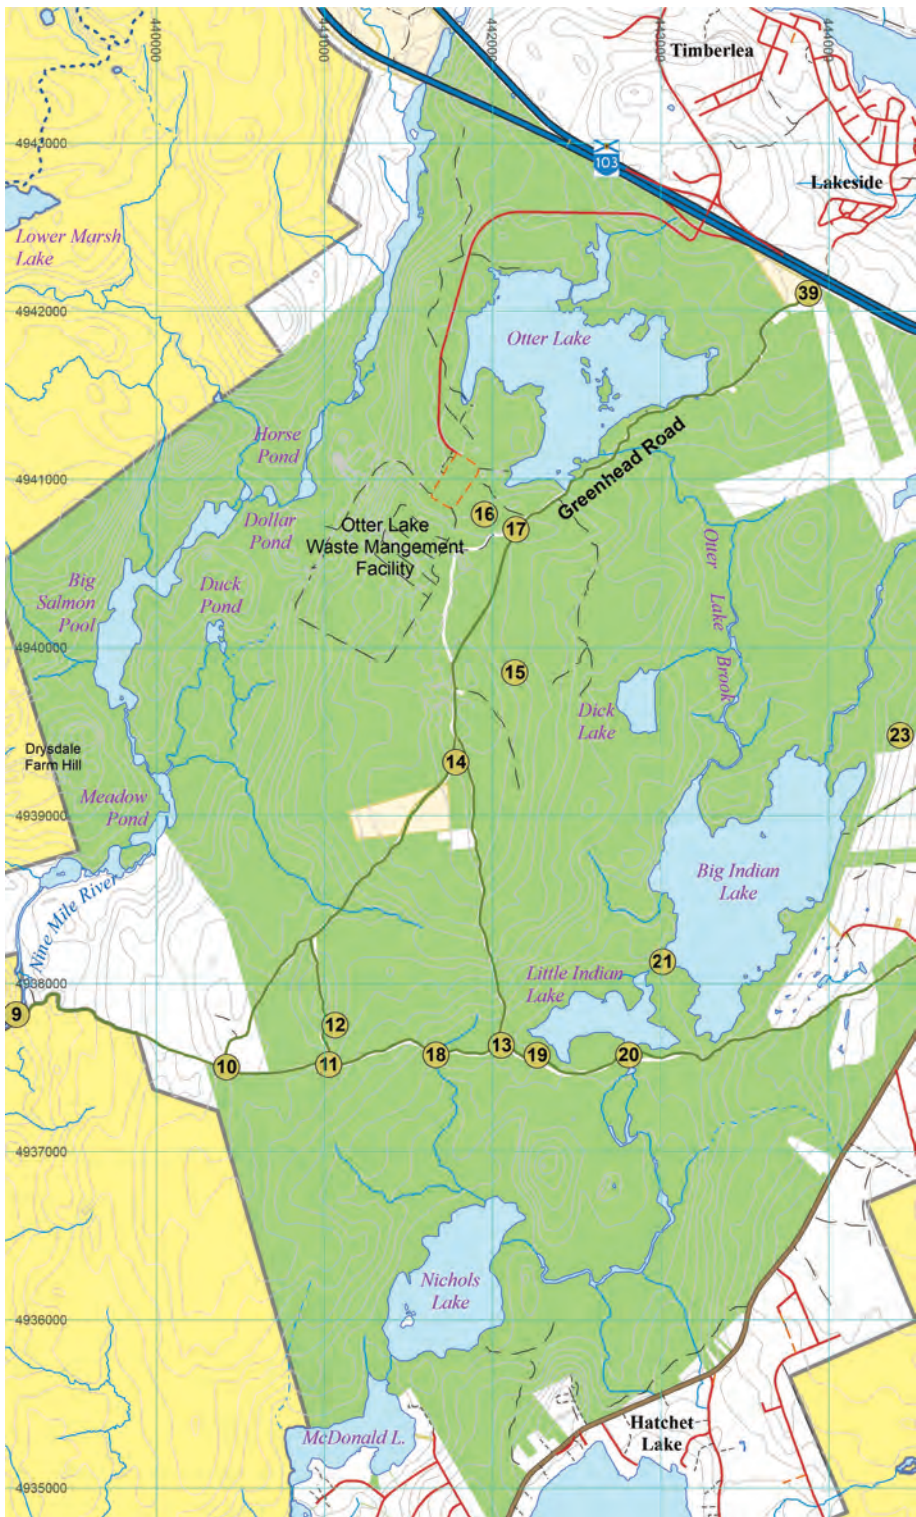 440000
441000
442000
443000
444000
Timberlea
4943000
103
Lakeside
Lower Marsh
Lake
39
4942000
Otter Lake
Horse
Pond
Greenhead Road
4941000
16
17
Dollar
Pond
Otter Lake
Waste Mangement
Facility
Otter Lake Brook
Big
Salmon
Pool
Duck
Pond
4940000
15
Dick
Lake
23
Drysdale
Farm Hill
14
Meadow
Pond
4939000
Big Indian
Lake
Nine Mile River
21
Little Indian
Lake
4938000
9
12
13
10
11
18
19
20
4937000
Nichols
Lake
4936000
Hatchet
Lake
McDonald L.
4935000